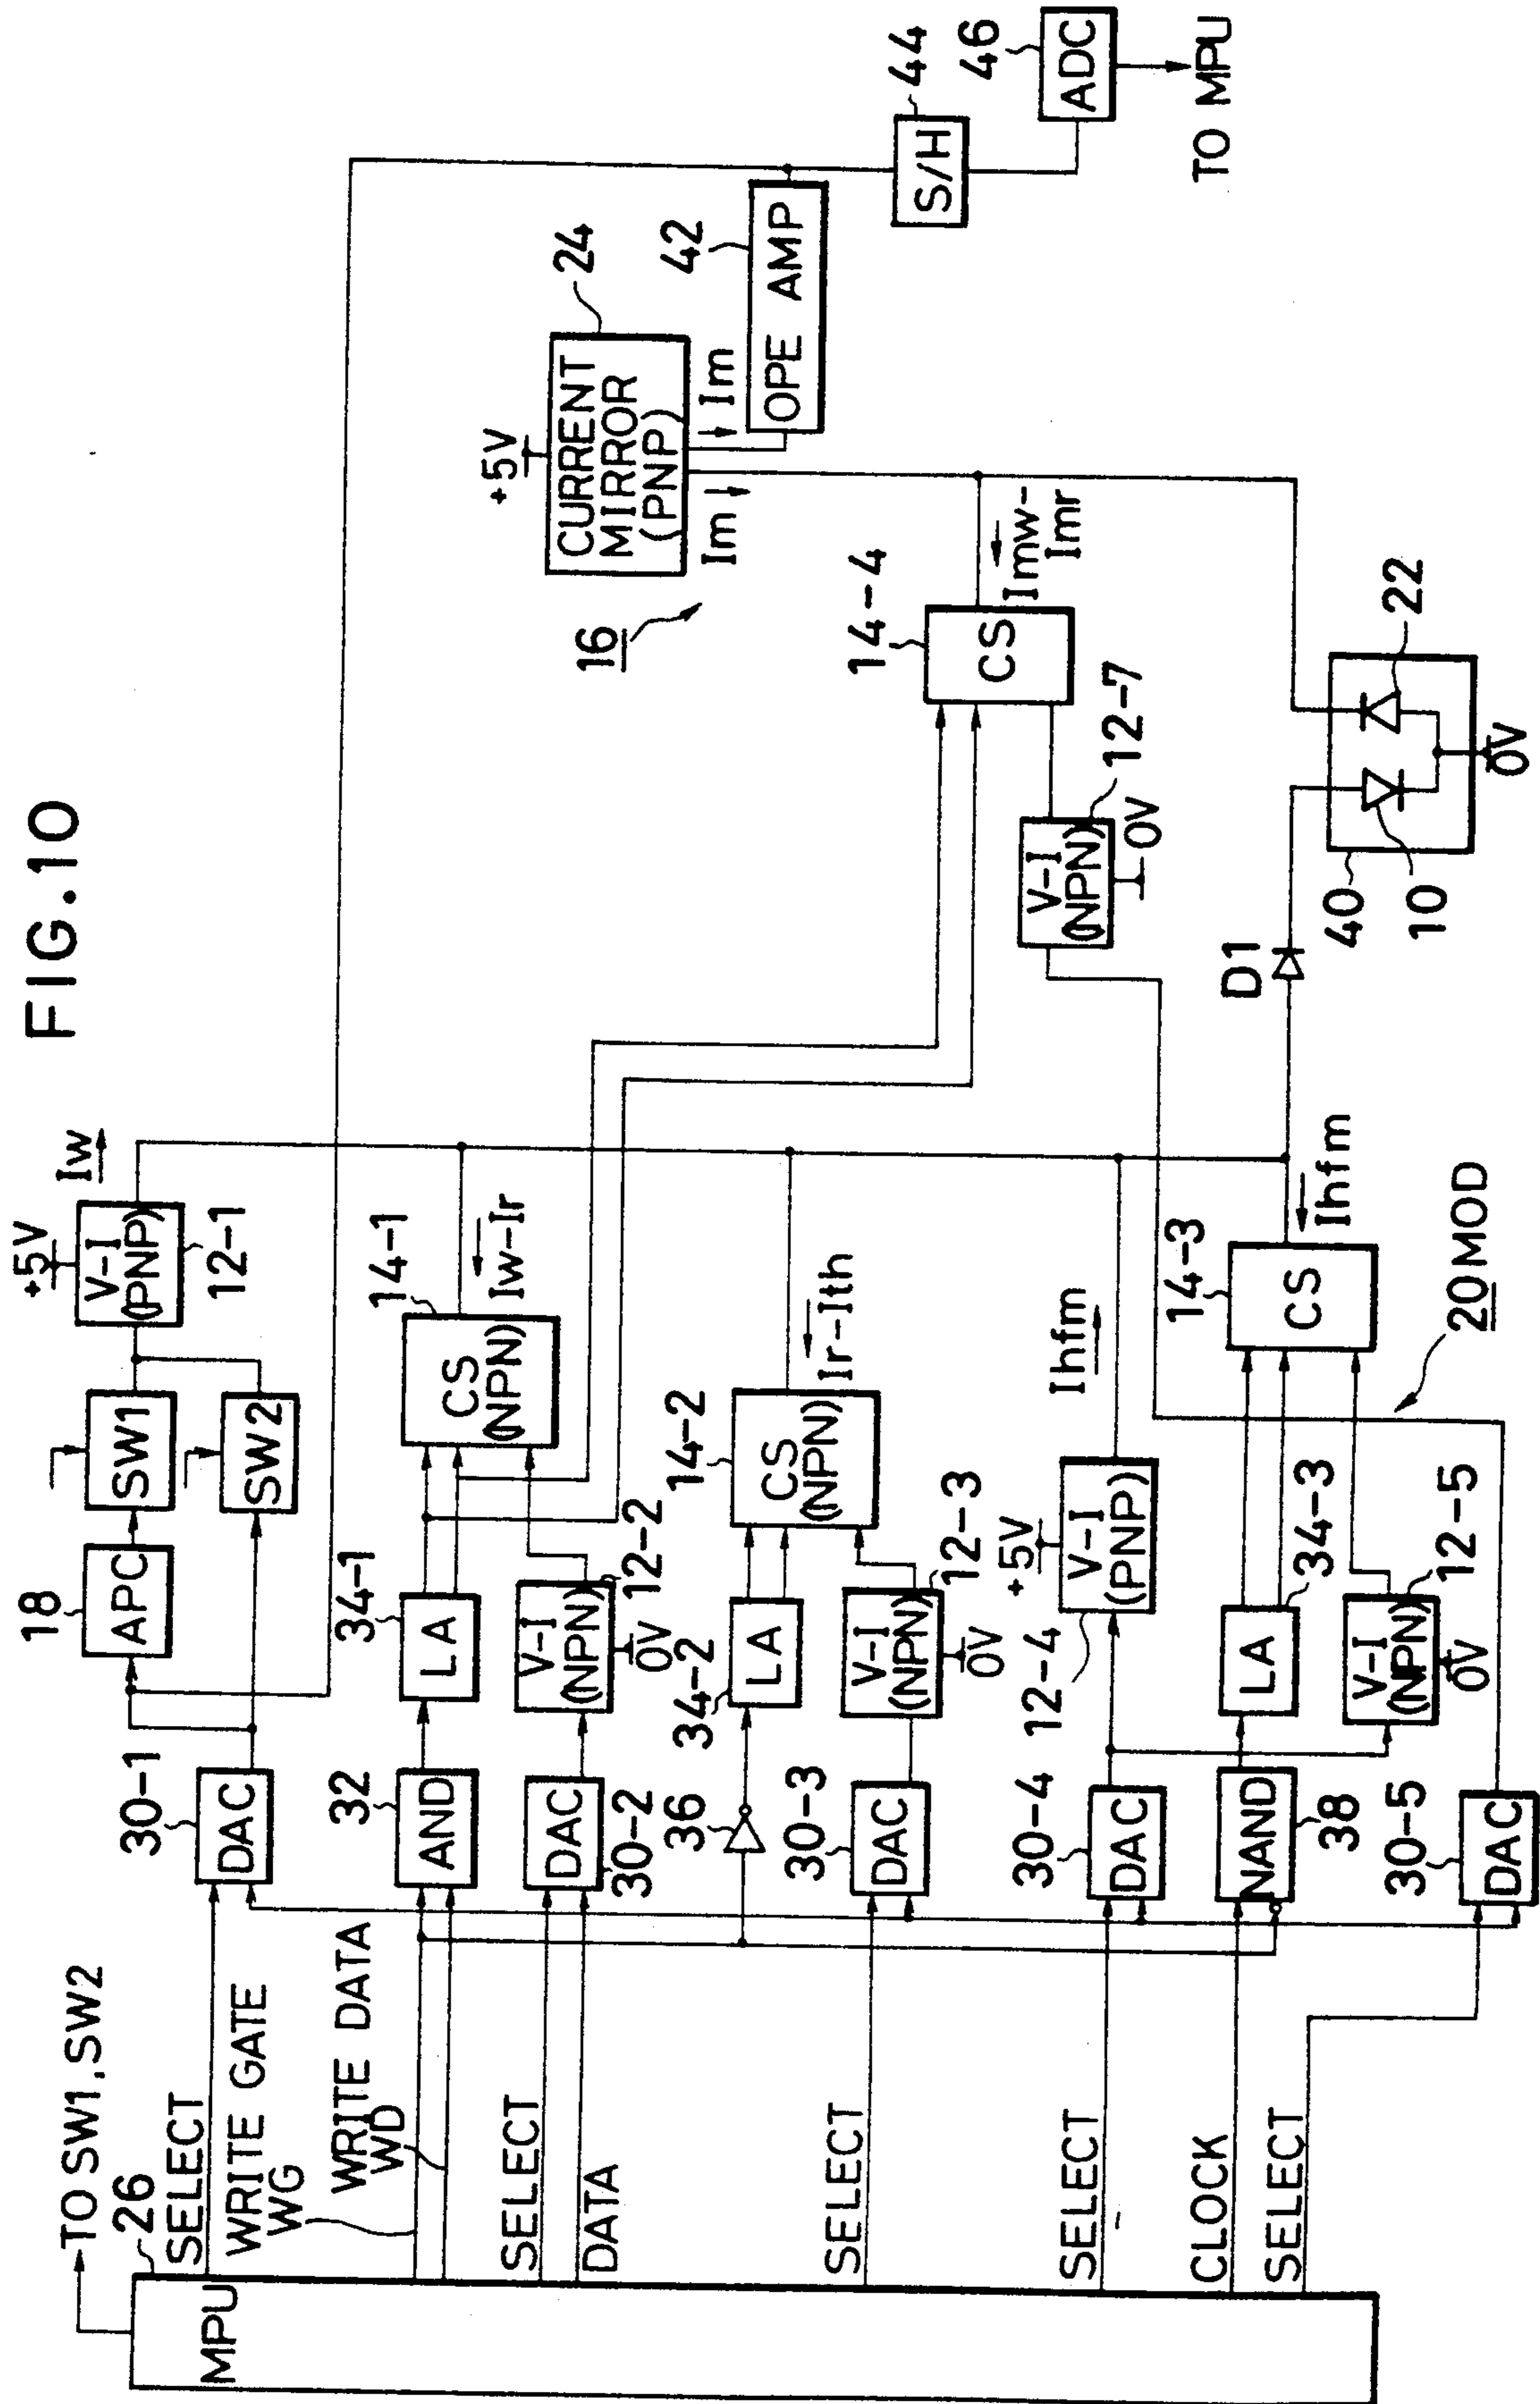 FIG.10
TO SW1,SW2
26
MPU
SELECT
WRITE GATE
WG
WRITE DATA
WD
SELECT
DATA
SELECT
SELECT
CLOCK
SELECT
30-1
DAC
18
APC
SW1
SW2
+5V
V-I
(PNP)
12-1
Iw
32
AND
34-1
LA
14-1
CS
(NPN)
Iw-Ir
DAC
30-2
V-I
(NPN)
12-2
0V
36
34-2
LA
14-2
CS
(NPN)
Ir-Ith
30-3
DAC
V-I
(NPN)
12-3
0V
30-4
DAC
12-4
+5V
V-I
(PNP)
Ihfm
NAND
38
LA
34-3
14-3
CS
Ihfm
V-I
(NPN)
12-5
0V
20 MOD
30-5
DAC
16
+5V
CURRENT
MIRROR
(PNP)
24
Im
Im
42
OPE AMP
44
S/H
46
ADC
TO MPU
14-4
CS
Imw-
Imr
V-I
(NPN)
12-7
0V
D1
40
10
22
0V